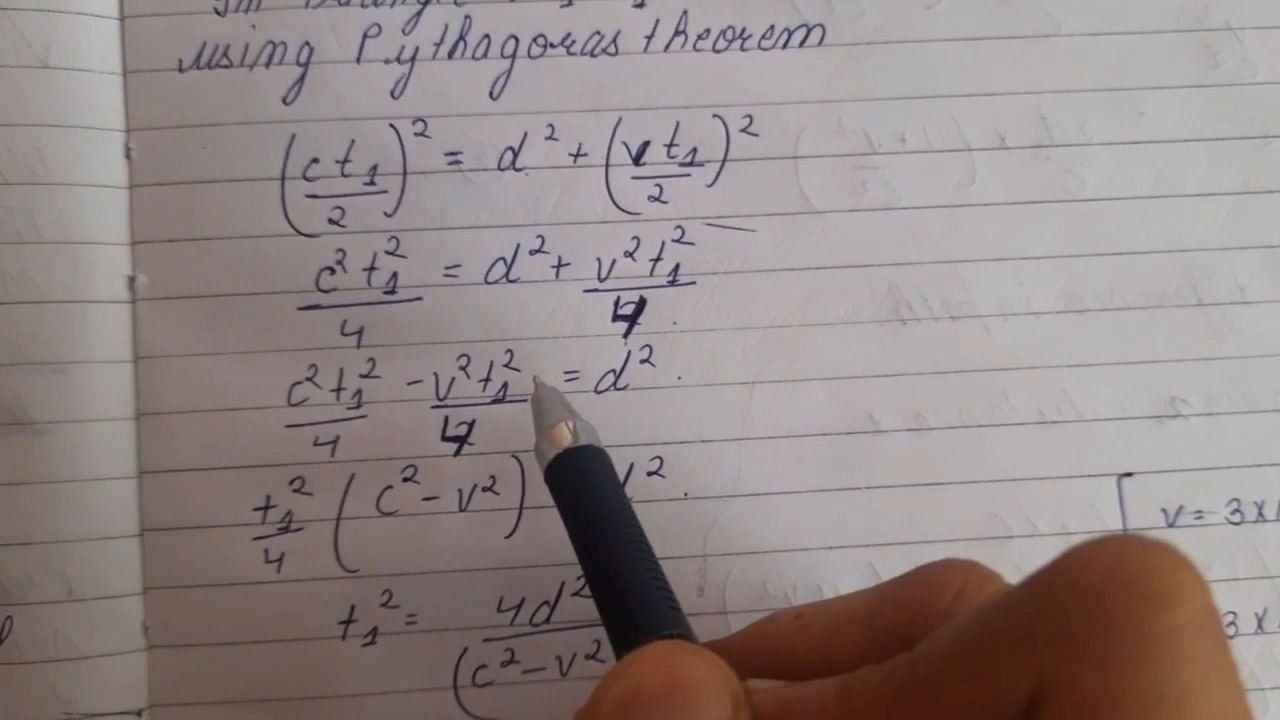 using Pythagoras theorem
(ct₁/2)² = d² + (vt₁/2)²
c²t₁²/4 = d² + v²t₁²/4.
c²t₁²/4 - v²t₁²/4 = d².
t₁²/4 (c² - v²) d².
t₁² = 4d²/(c² - v²
[ v = 3 ×
3 ×